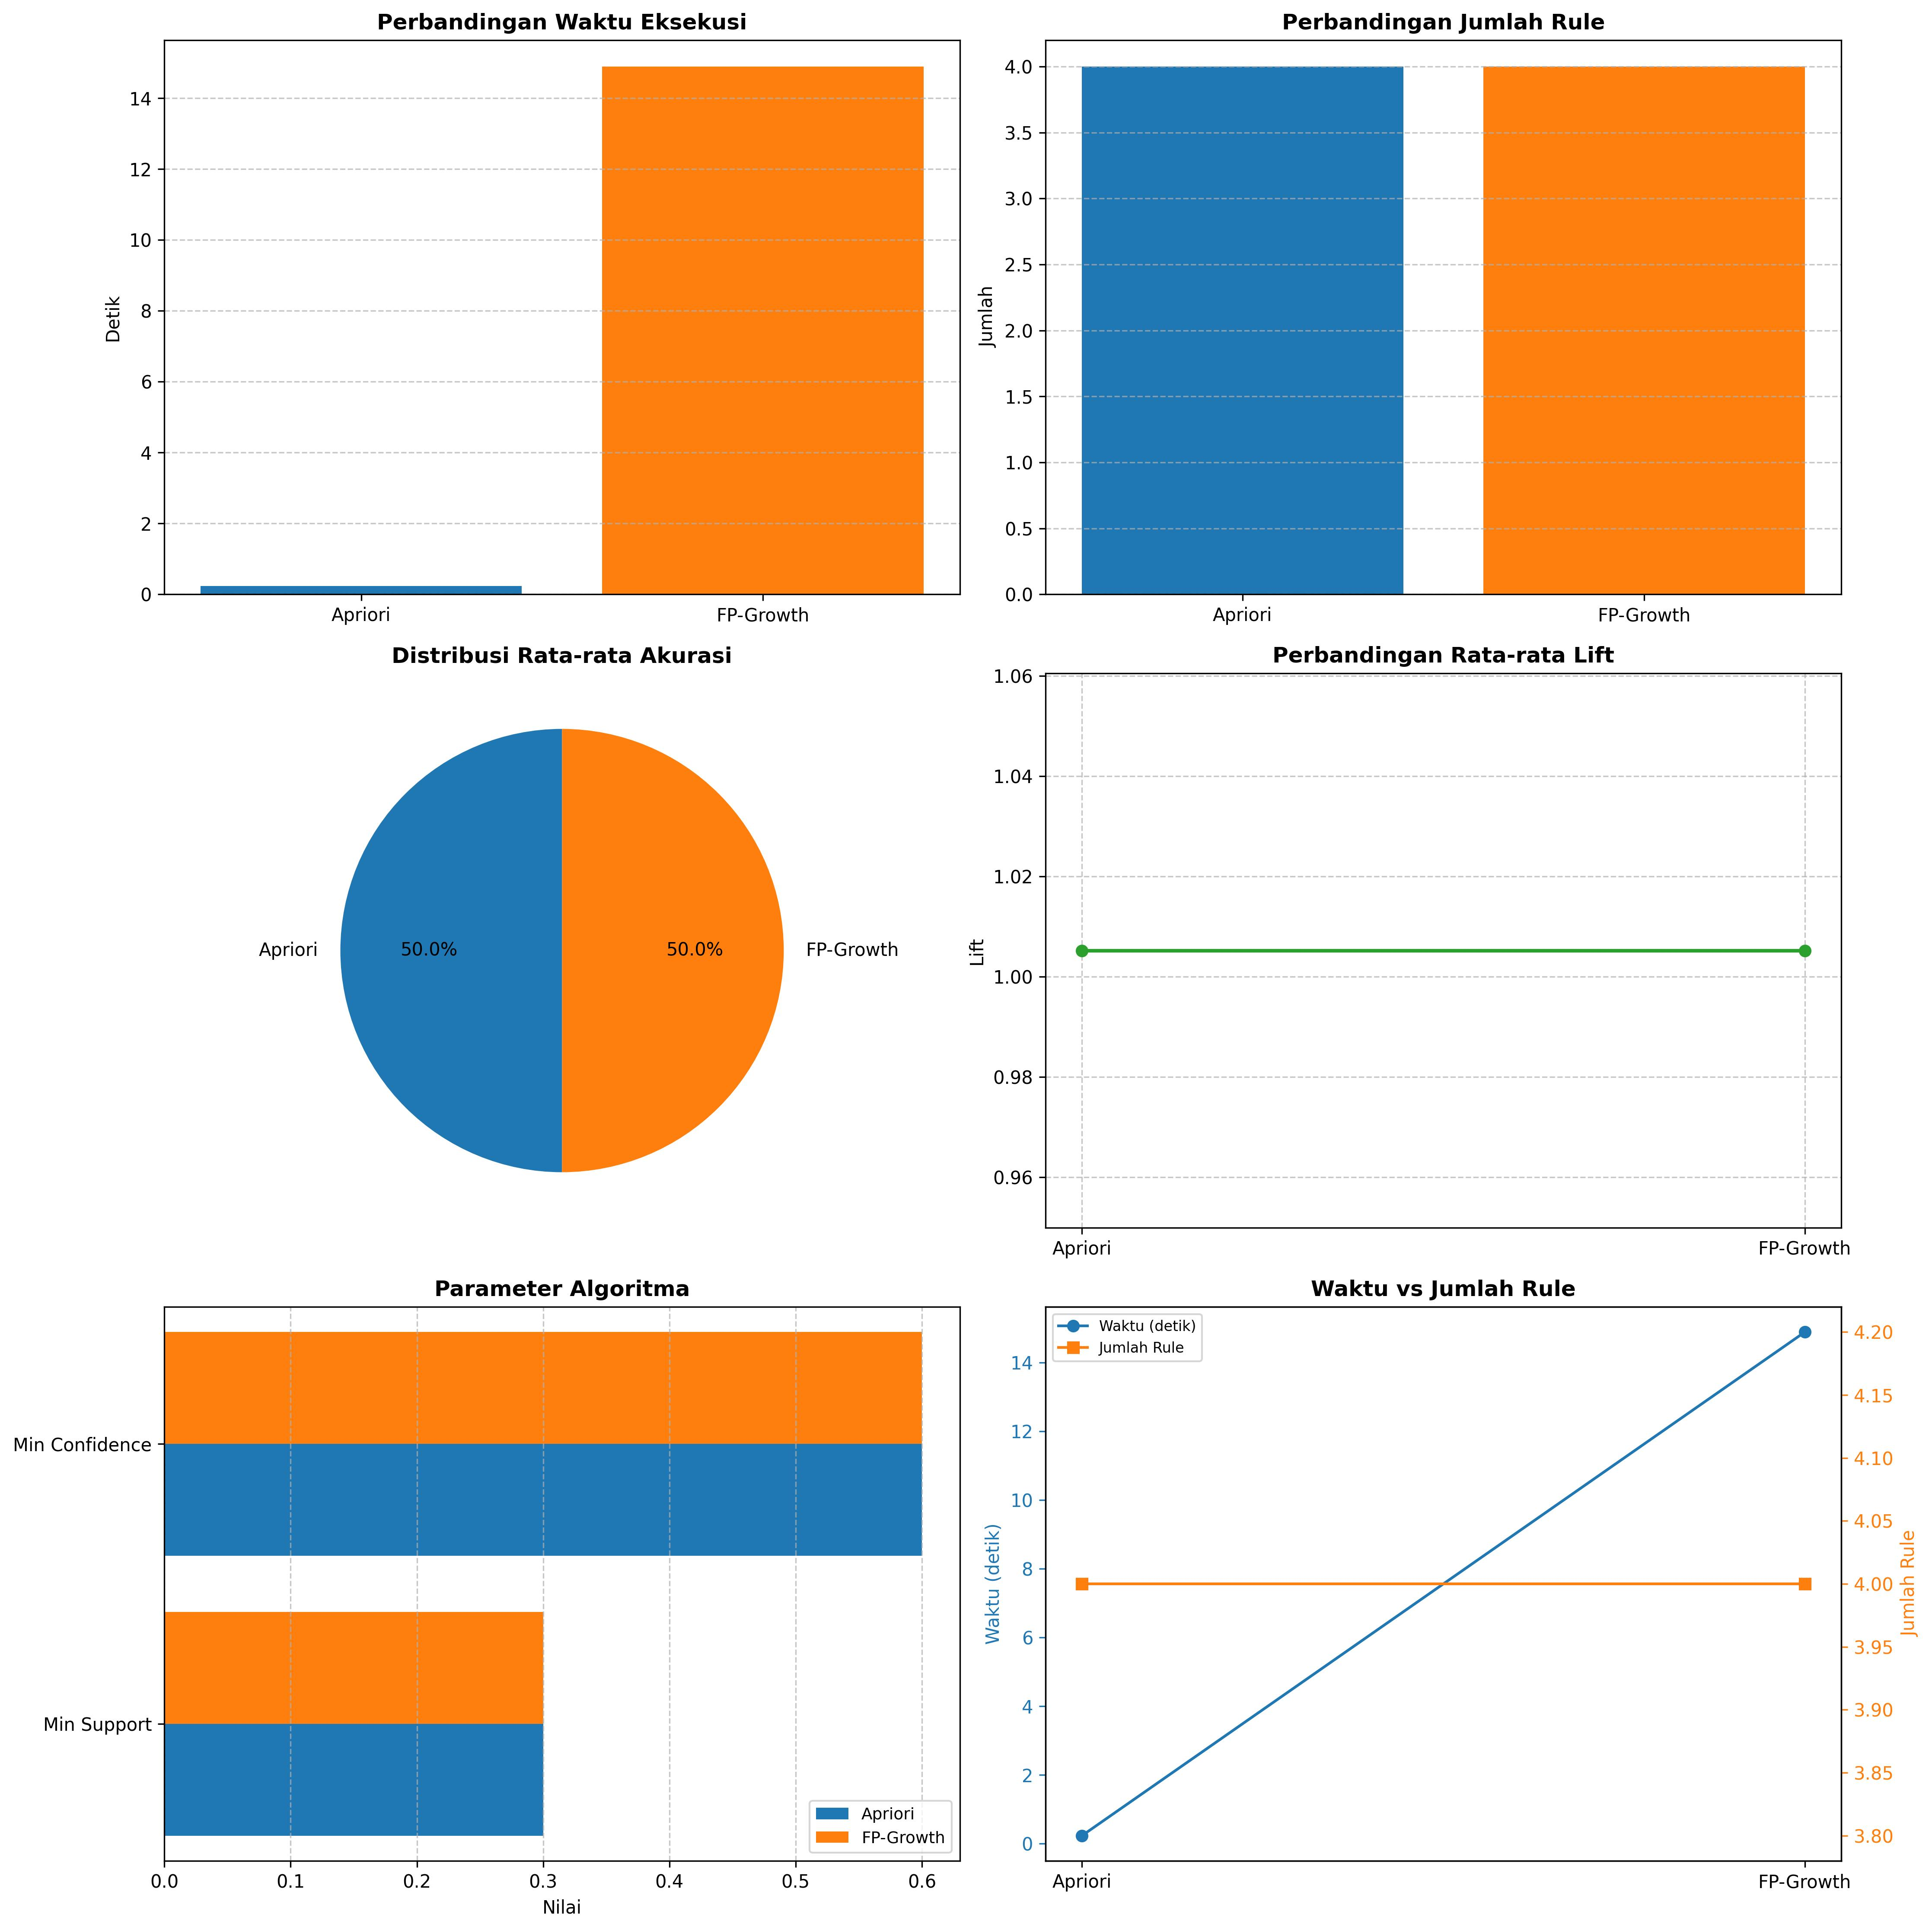 Perbandingan Waktu Eksekusi
Detik
14
12
10
8
6
4
2
0
Apriori
FP-Growth
Perbandingan Jumlah Rule
Jumlah
4.0
3.5
3.0
2.5
2.0
1.5
1.0
0.5
0.0
Apriori
FP-Growth
Distribusi Rata-rata Akurasi
Apriori
50.0%
50.0%
FP-Growth
Perbandingan Rata-rata Lift
Lift
1.06
1.04
1.02
1.00
0.98
0.96
Apriori
FP-Growth
Parameter Algoritma
Min Confidence
Min Support
Apriori
FP-Growth
0.0
0.1
0.2
0.3
0.4
0.5
0.6
Nilai
Waktu vs Jumlah Rule
Waktu (detik)
Jumlah Rule
Waktu (detik)
14
12
10
8
6
4
2
0
4.20
4.15
4.10
4.05
4.00
3.95
3.90
3.85
3.80
Jumlah Rule
Apriori
FP-Growth